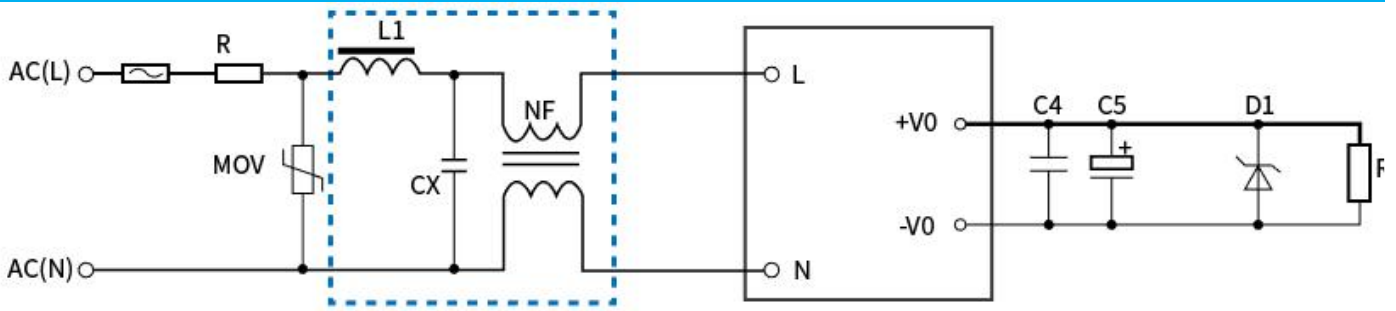 L1
R
AC(L)
L
NF
C4
C5
D1
+V0
+
MOV
CX
R
-V0
AC(N)
N